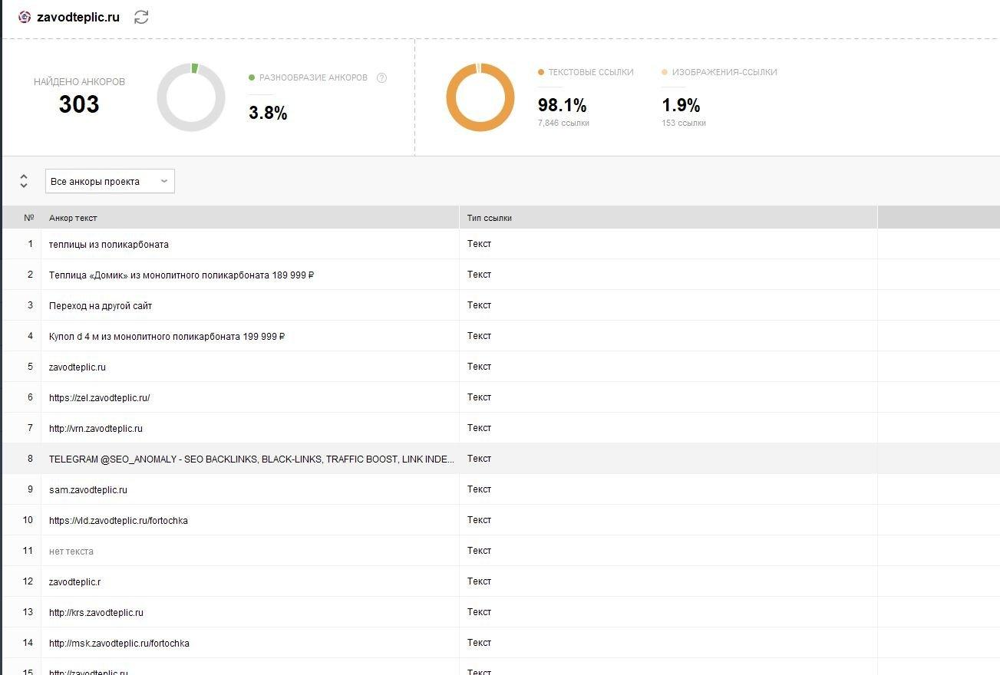 zavodteplic.ru
НАЙДЕНО АНКОРОВ
303
РАЗНООБРАЗИЕ АНКОРОВ ?
3.8%
ТЕКСТОВЫЕ ССЫЛКИ
98.1%
7,846 ссылки
ИЗОБРАЖЕНИЯ-ССЫЛКИ
1.9%
153 ссылки
Все анкоры проекта
№ Анкор текст Тип ссылки
1 теплицы из поликарбоната Текст
2 Теплица «Домик» из монолитного поликарбоната 189 999 ₽ Текст
3 Переход на другой сайт Текст
4 Купол d 4 м из монолитного поликарбоната 199 999 ₽ Текст
5 zavodteplic.ru Текст
6 https://zel.zavodteplic.ru/ Текст
7 http://vrn.zavodteplic.ru Текст
8 TELEGRAM @SEO_ANOMALY - SEO BACKLINKS, BLACK-LINKS, TRAFFIC BOOST, LINK INDE... Текст
9 sam.zavodteplic.ru Текст
10 https://vld.zavodteplic.ru/fortochka Текст
11 нет текста Текст
12 zavodteplic.r Текст
13 http://krs.zavodteplic.ru Текст
14 http://msk.zavodteplic.ru/fortochka Текст
15 http://zavodteplic.ru Текст